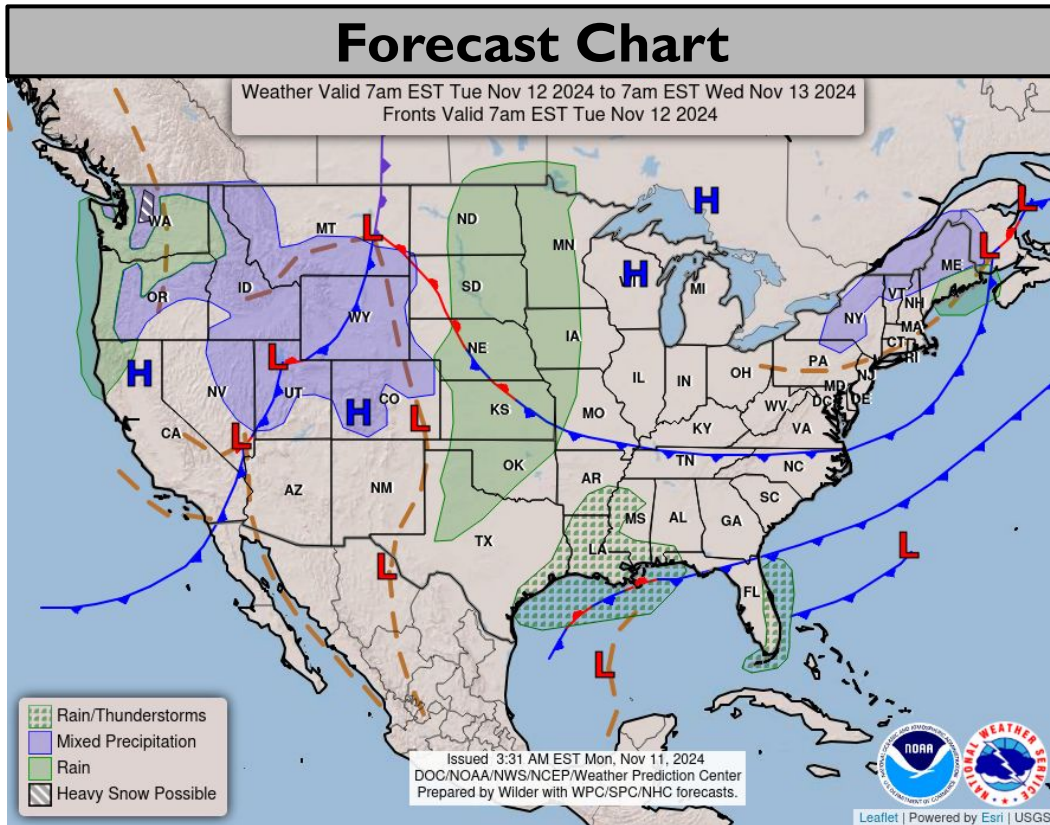 Forecast Chart
Weather Valid 7am EST Tue Nov 12 2024 to 7am EST Wed Nov 13 2024
Fronts Valid 7am EST Tue Nov 12 2024
H
L
WA
ND
MT
L
MN
L
ME
OR
ID
SD
H
MI
VT
NH
WY
NY
MA
IA
NE
CT
RI
L
PA
H
OH
NJ
NV
UT
CO
IL
IN
MD
DE
DC
H
KS
MO
WV
VA
L
KY
CA
L
OK
TN
NC
AZ
NM
AR
SC
MS
AL
GA
TX
LA
L
L
FL
L
Rain/Thunderstorms
Mixed Precipitation
Rain
Heavy Snow Possible
Issued 3:31 AM EST Mon, Nov 11, 2024
DOC/NOAA/NWS/NCEP/Weather Prediction Center
Prepared by Wilder with WPC/SPC/NHC forecasts.
NOAA
NATIONAL WEATHER SERVICE
Leaflet | Powered by Esri | USGS